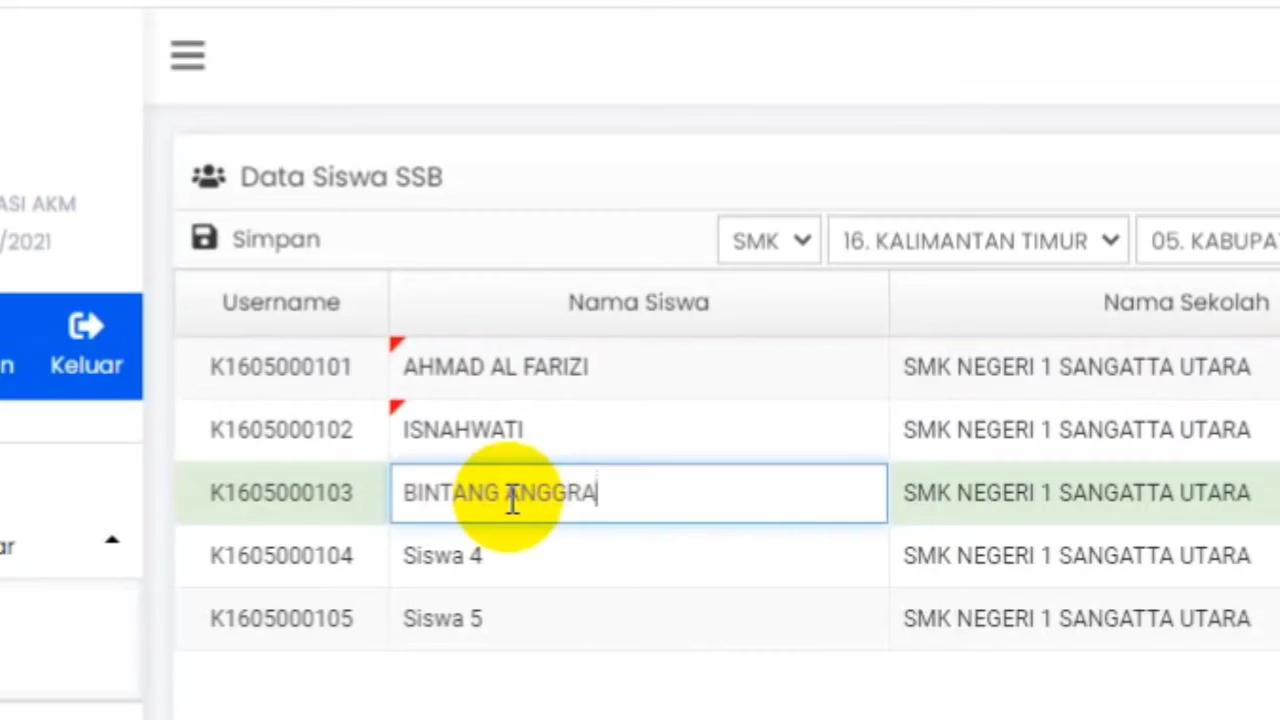 Data Siswa SSB
ASI AKM
/2021
Simpan SMK 16. KALIMANTAN TIMUR 05. KABUPA
Username Nama Siswa Nama Sekolah
n Keluar
K1605000101 AHMAD AL FARIZI SMK NEGERI 1 SANGATTA UTARA
K1605000102 ISNAHWATI SMK NEGERI 1 SANGATTA UTARA
K1605000103 BINTANG ANGGRA SMK NEGERI 1 SANGATTA UTARA
ar
K1605000104 Siswa 4 SMK NEGERI 1 SANGATTA UTARA
K1605000105 Siswa 5 SMK NEGERI 1 SANGATTA UTARA